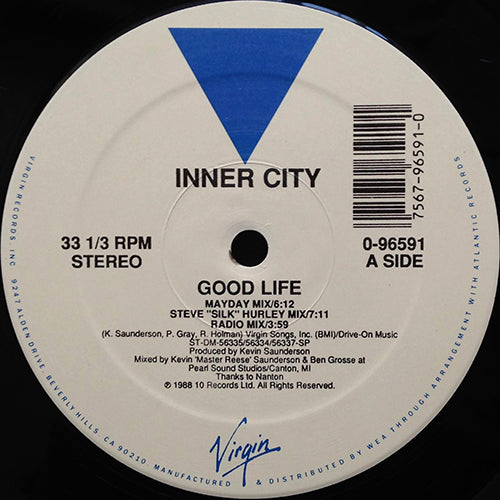 INNER CITY
7567-96591-0
33 1/3 RPM
STEREO
0-96591
A SIDE
GOOD LIFE
MAYDAY MIX/6:12
STEVE "SILK" HURLEY MIX/7:11
RADIO MIX/3:59
(K. Saunderson, P. Gray, R. Holman) Virgin Songs, Inc. (BMI)/Drive-On Music
ST-DM-56335/56334/56337-SP
Produced by Kevin Saunderson
Mixed by Kevin 'Master Reese' Saunderson & Ben Grosse at
Pearl Sound Studios/Canton, MI
Thanks to Nanton
℗ 1988 10 Records Ltd. All Rights Reserved.
Virgin
VIRGIN RECORDS, INC. 9247 ALDEN DRIVE, BEVERLY HILLS, CA 90210. MANUFACTURED & DISTRIBUTED BY WEA THROUGH ARRANGEMENT WITH ATLANTIC RECORDS